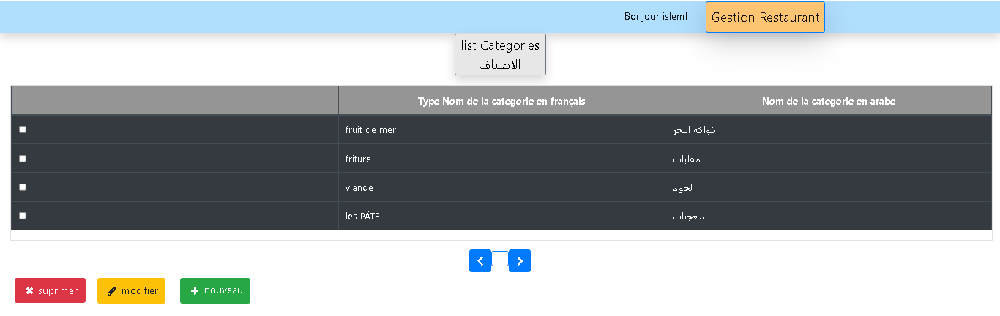 Bonjour islem!
Gestion Restaurant
list Categories
الاصناف
Type Nom de la categorie en français
Nom de la categorie en arabe
fruit de mer
فواكه البحر
friture
مقليات
viande
لحوم
les PÂTE
معجنات
1
suprimer
modifier
nouveau